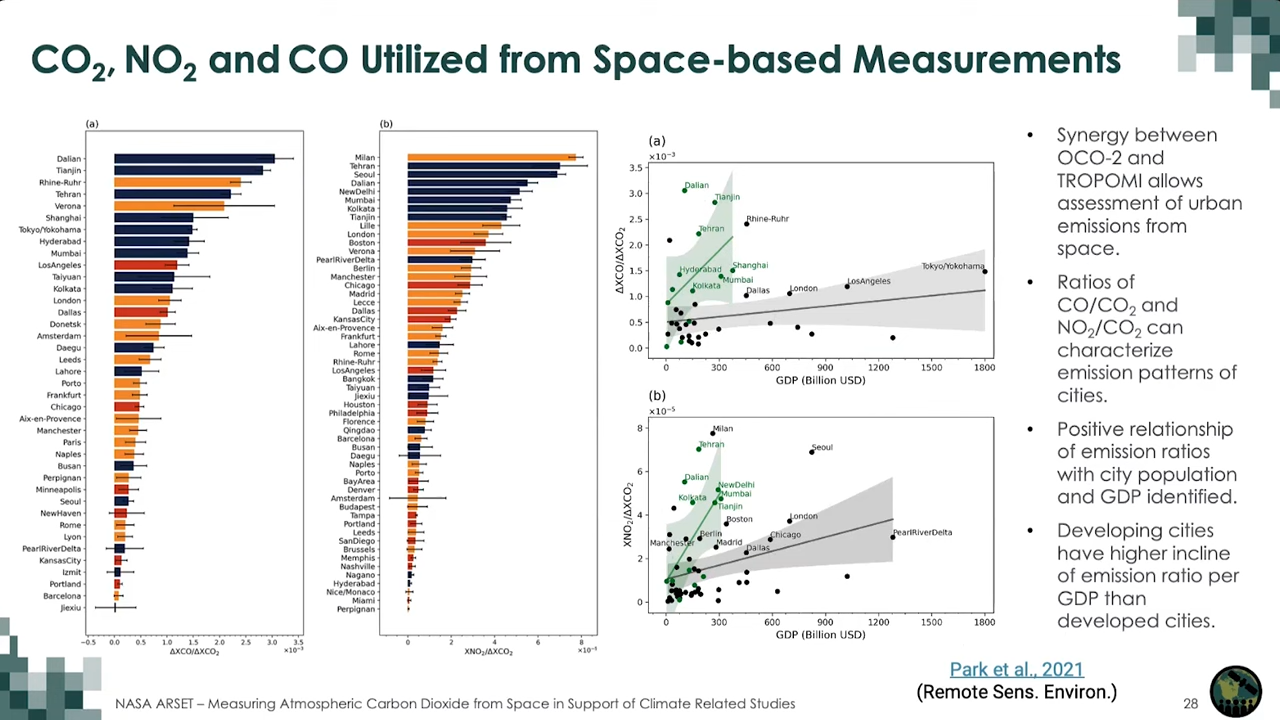 CO₂, NO₂ and CO Utilized from Space-based Measurements
(a)
Dalian
Tianjin
Rhine-Ruhr
Tehran
Verona
Shanghai
Tokyo/Yokohama
Hyderabad
Mumbai
LosAngeles
Taiyuan
Kolkata
London
Dallas
Donetsk
Amsterdam
Daegu
Leeds
Lahore
Porto
Frankfurt
Chicago
Aix-en-Provence
Manchester
Paris
Naples
Busan
Perpignan
Minneapolis
Seoul
NewHaven
Rome
Lyon
PearlRiverDelta
KansasCity
Izmit
Portland
Barcelona
Jiexiu
−0.5 0.0 0.5 1.0 1.5 2.0 2.5 3.0 3.5
ΔXCO/ΔXCO₂
×10⁻³
(b)
Milan
Tehran
Seoul
Dalian
NewDelhi
Mumbai
Kolkata
Tianjin
Lille
London
Boston
Verona
PearlRiverDelta
Berlin
Manchester
Chicago
Madrid
Lecce
Dallas
KansasCity
Aix-en-Provence
Frankfurt
Lahore
Rome
Rhine-Ruhr
LosAngeles
Bangkok
Taiyuan
Jiexiu
Houston
Philadelphia
Florence
Qingdao
Barcelona
Busan
Daegu
Naples
Porto
BayArea
Denver
Amsterdam
Budapest
Tampa
Portland
Leeds
SanDiego
Brussels
Memphis
Nashville
Nagano
Hyderabad
Nice/Monaco
Miami
Perpignan
0 2 4 6 8
XNO₂/ΔXCO₂
(a)
×10⁻³
3.5
3.0
2.5
2.0
1.5
1.0
0.5
0.0
ΔXCO/ΔXCO₂
Dalian
Tianjin
Rhine-Ruhr
Tehran
Hyderabad
Shanghai
Mumbai
Kolkata
Dallas
London
LosAngeles
Tokyo/Yokohama
0 300 600 900 1200 1500 1800
GDP (Billion USD)
(b)
×10⁻⁵
8
6
4
2
0
XNO₂/ΔXCO₂
Milan
Tehran
Seoul
Dalian
NewDelhi
Mumbai
Kolkata
Tianjin
Boston
London
Berlin
Manchester
Madrid
Chicago
Dallas
PearlRiverDelta
0 300 600 900 1200 1500 1800
GDP (Billion USD)
• Synergy between
OCO-2 and
TROPOMI allows
assessment of urban
emissions from
space.
• Ratios of
CO/CO₂ and
NO₂/CO₂ can
characterize
emission patterns of
cities.
• Positive relationship
of emission ratios
with city population
and GDP identified.
• Developing cities
have higher incline
of emission ratio per
GDP than
developed cities.
Park et al., 2021
(Remote Sens. Environ.)
NASA ARSET – Measuring Atmospheric Carbon Dioxide from Space in Support of Climate Related Studies
28